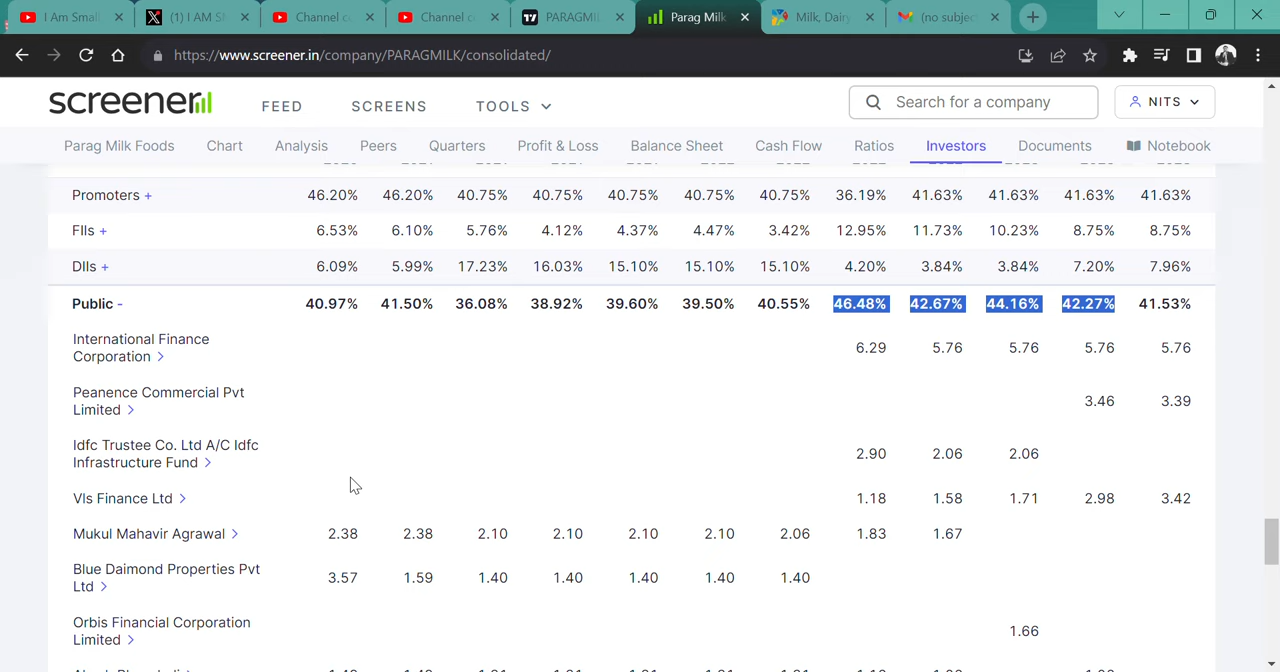 I Am Small
(1) I AM S
Channel c
Channel c
PARAGMI
Parag Milk
Milk, Dairy
(no subjec
https://www.screener.in/company/PARAGMILK/consolidated/
screener
FEED
SCREENS
TOOLS
Search for a company
NITS
Parag Milk Foods
Chart
Analysis
Peers
Quarters
Profit & Loss
Balance Sheet
Cash Flow
Ratios
Investors
Documents
Notebook
Promoters + 46.20% 46.20% 40.75% 40.75% 40.75% 40.75% 40.75% 36.19% 41.63% 41.63% 41.63% 41.63%
FIIs + 6.53% 6.10% 5.76% 4.12% 4.37% 4.47% 3.42% 12.95% 11.73% 10.23% 8.75% 8.75%
DIIs + 6.09% 5.99% 17.23% 16.03% 15.10% 15.10% 15.10% 4.20% 3.84% 3.84% 7.20% 7.96%
Public - 40.97% 41.50% 36.08% 38.92% 39.60% 39.50% 40.55% 46.48% 42.67% 44.16% 42.27% 41.53%
International Finance
Corporation > 6.29 5.76 5.76 5.76 5.76
Peanence Commercial Pvt
Limited > 3.46 3.39
Idfc Trustee Co. Ltd A/C Idfc
Infrastructure Fund > 2.90 2.06 2.06
Vls Finance Ltd > 1.18 1.58 1.71 2.98 3.42
Mukul Mahavir Agrawal > 2.38 2.38 2.10 2.10 2.10 2.10 2.06 1.83 1.67
Blue Daimond Properties Pvt
Ltd > 3.57 1.59 1.40 1.40 1.40 1.40 1.40
Orbis Financial Corporation
Limited > 1.66